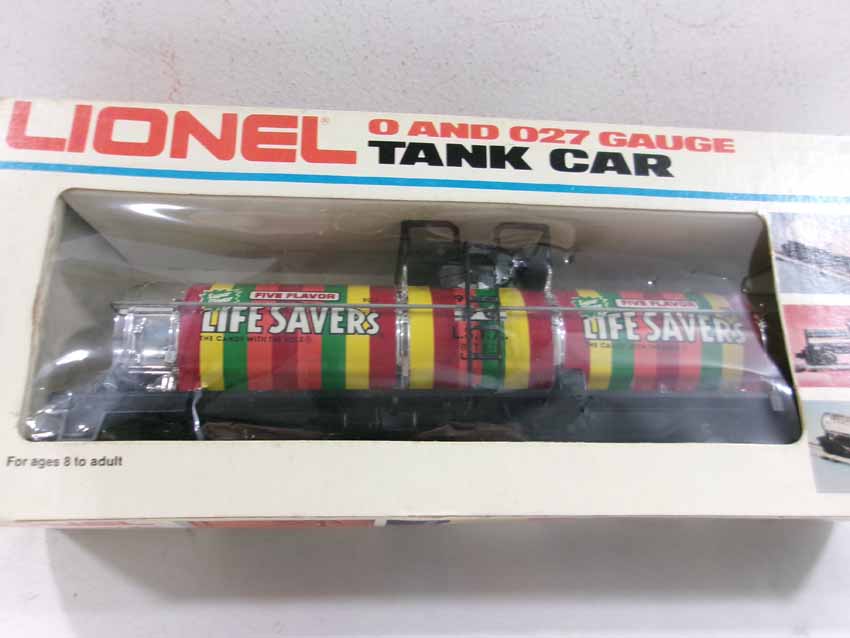 LIONEL®
O AND O27 GAUGE
TANK CAR
FIVE FLAVOR
LIFE SAVERS
THE CANDY WITH THE HOLE®
FIVE FLAVOR
LIFE SAVERS
For ages 8 to adult